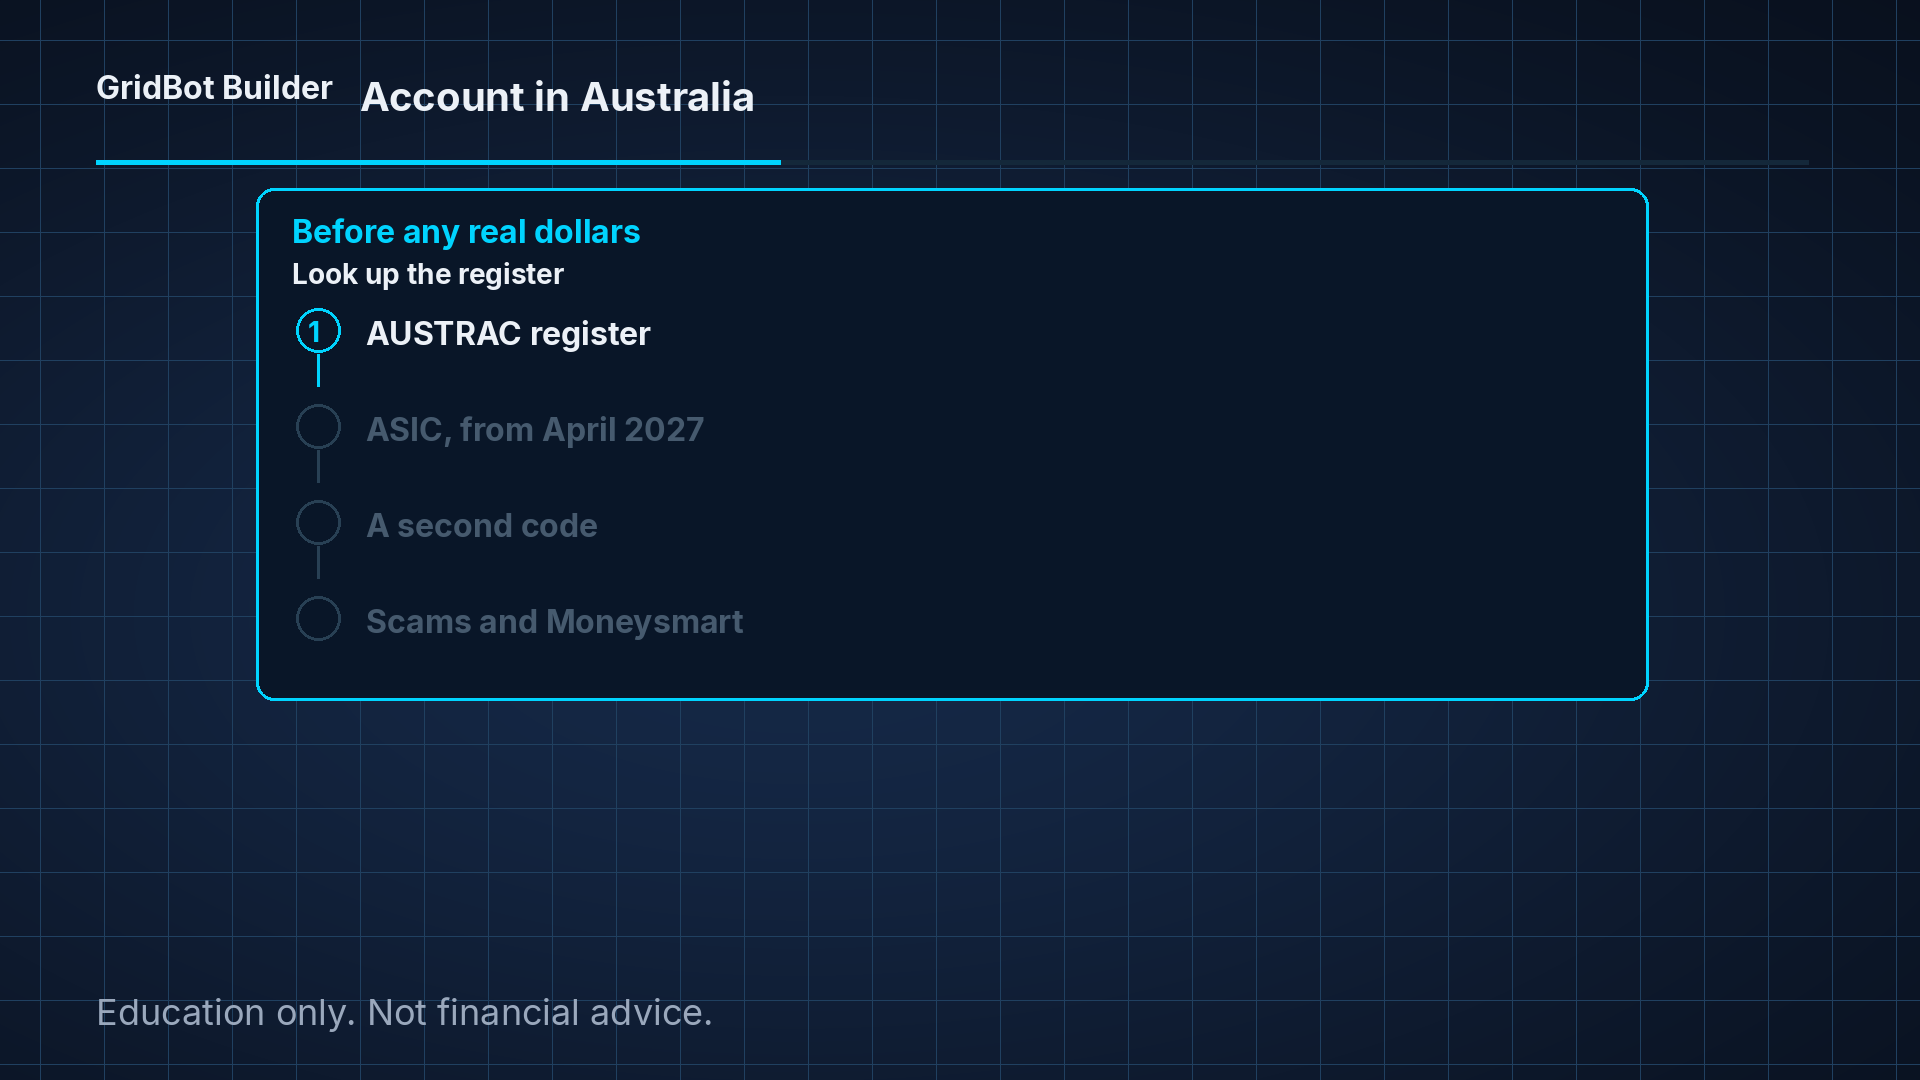 GridBot Builder
Account in Australia
Before any real dollars
Look up the register
1 AUSTRAC register
ASIC, from April 2027
A second code
Scams and Moneysmart
Education only. Not financial advice.